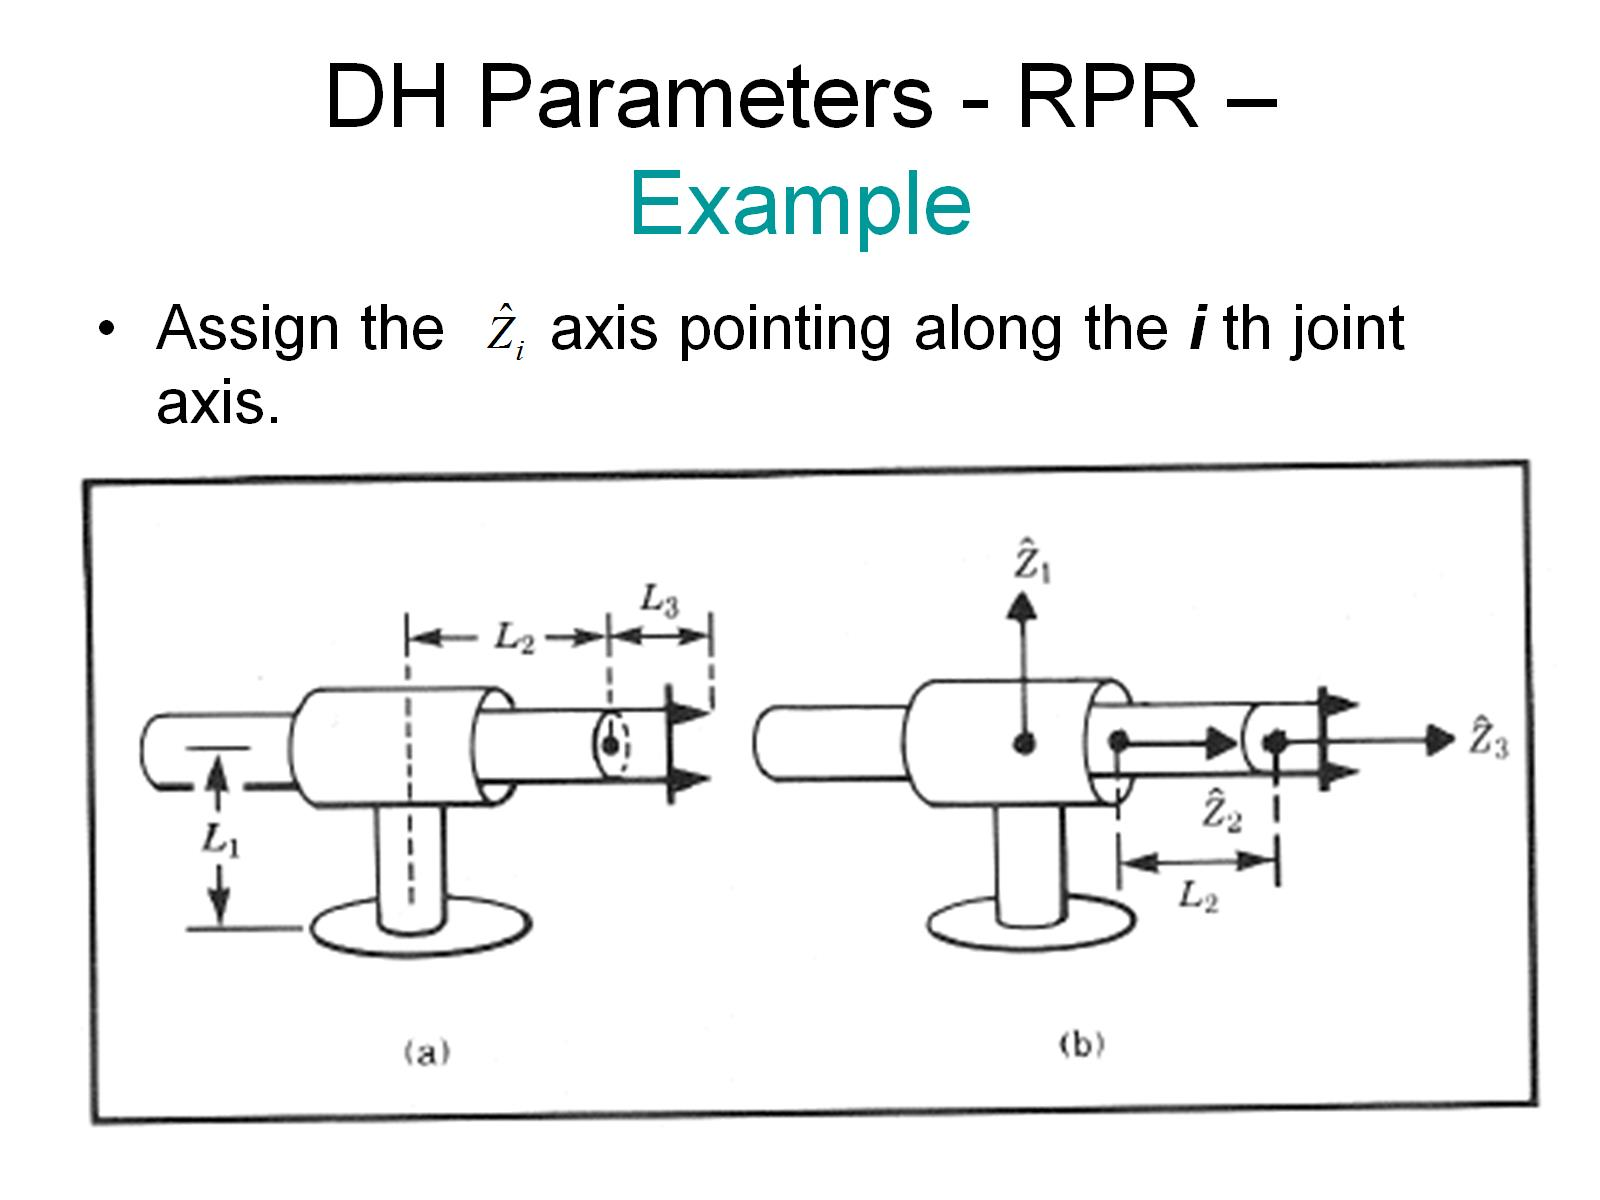 DH Parameters - RPR –
Example
• Assign the Ẑᵢ axis pointing along the i th joint
axis.
Ẑ₁
L₃
L₂
Ẑ₃
Ẑ₂
L₁
L₂
(a)
(b)